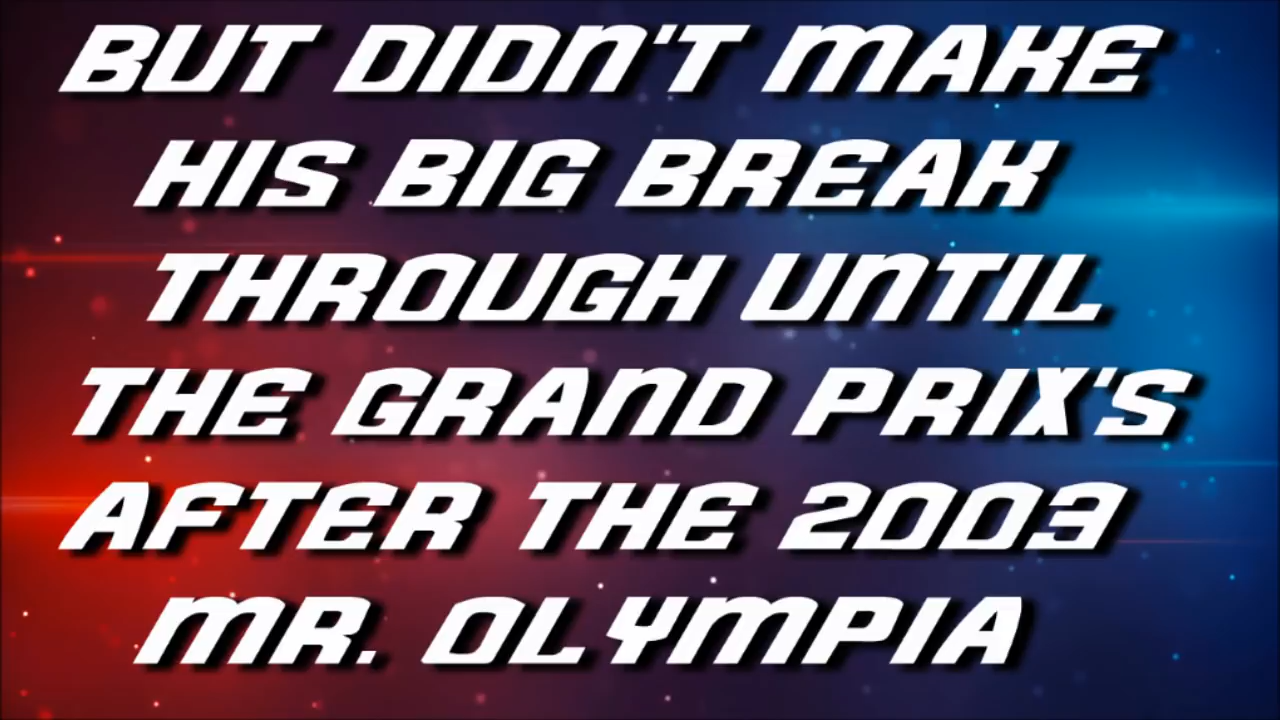 BUT DIDN'T MAKE
HIS BIG BREAK
THROUGH UNTIL
THE GRAND PRIX'S
AFTER THE 2003
MR. OLYMPIA